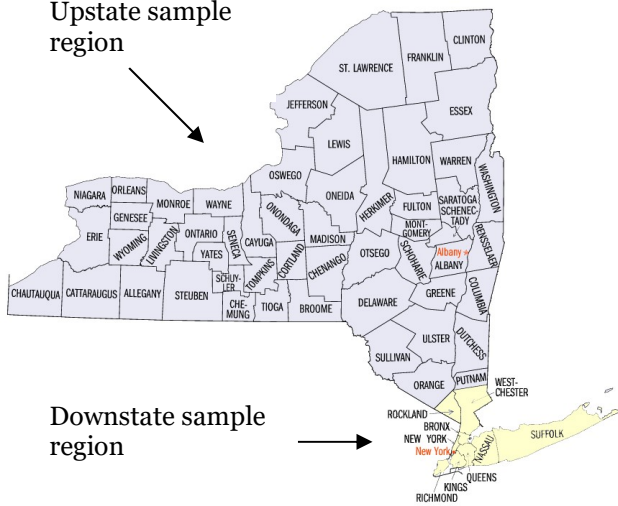 Upstate sample
region
CLINTON
FRANKLIN
ST. LAWRENCE
ESSEX
JEFFERSON
LEWIS
HAMILTON
WARREN
WASHINGTON
OSWEGO
ONEIDA
HERKIMER
FULTON
SARATOGA
SCHENEC-
TADY
NIAGARA
ORLEANS
MONROE
WAYNE
GENESEE
ERIE
WYOMING
LIVINGSTON
ONTARIO
YATES
SENECA
CAYUGA
ONONDAGA
MADISON
MONT-
GOMERY
SCHOHARIE
OTSEGO
Albany
ALBANY
RENSSELAER
CHAUTAUQUA
CATTARAUGUS
ALLEGANY
STEUBEN
SCHUY-
LER
CHE-
MUNG
TOMPKINS
TIOGA
CORTLAND
CHENANGO
BROOME
DELAWARE
GREENE
COLUMBIA
ULSTER
DUTCHESS
SULLIVAN
ORANGE
PUTNAM
WEST-
CHESTER
Downstate sample
region
ROCKLAND
BRONX
NEW YORK
New York
NASSAU
SUFFOLK
QUEENS
KINGS
RICHMOND